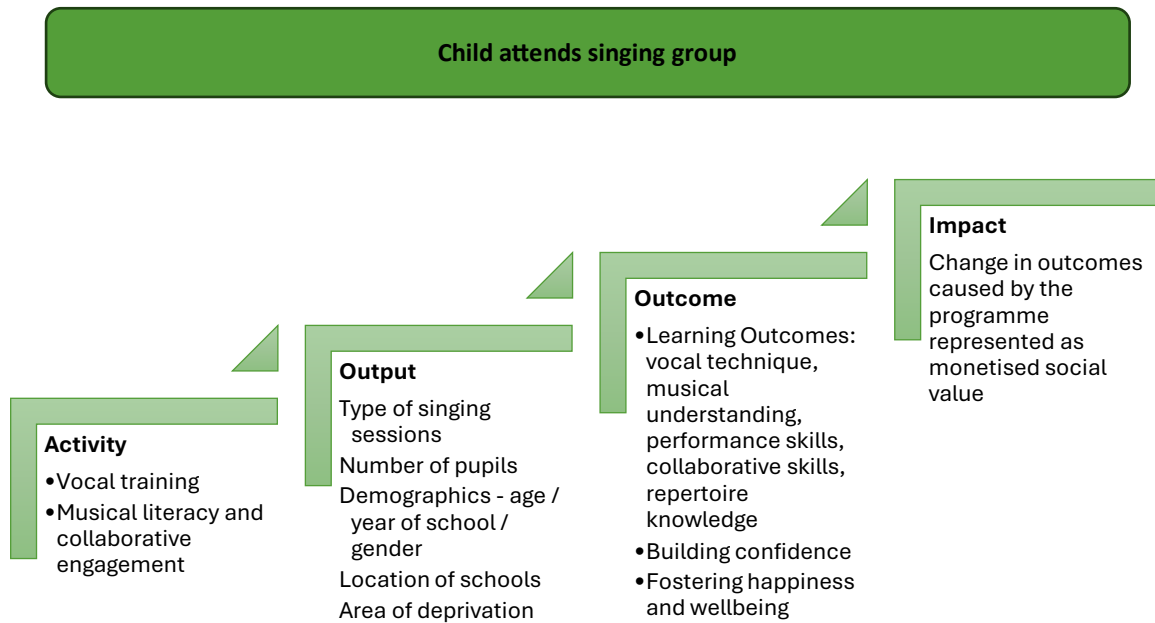 Child attends singing group
Activity
•Vocal training
•Musical literacy and
collaborative
engagement
Output
Type of singing
sessions
Number of pupils
Demographics - age /
year of school /
gender
Location of schools
Area of deprivation
Outcome
•Learning Outcomes:
vocal technique,
musical
understanding,
performance skills,
collaborative skills,
repertoire
knowledge
•Building confidence
•Fostering happiness
and wellbeing
Impact
Change in outcomes
caused by the
programme
represented as
monetised social
value